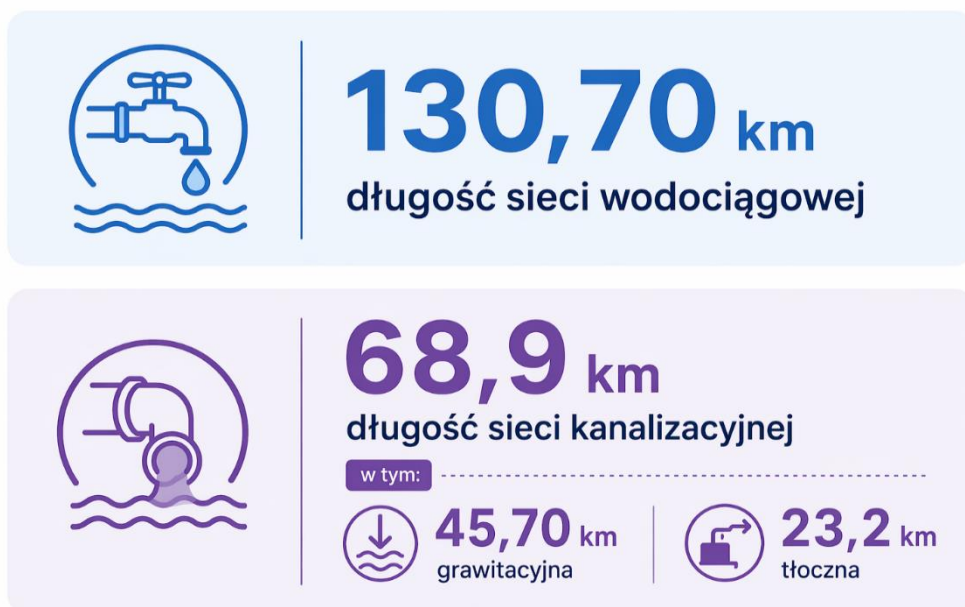 130,70 km
długość sieci wodociągowej
68,9 km
długość sieci kanalizacyjnej
w tym:
45,70 km
grawitacyjna
23,2 km
tłoczna